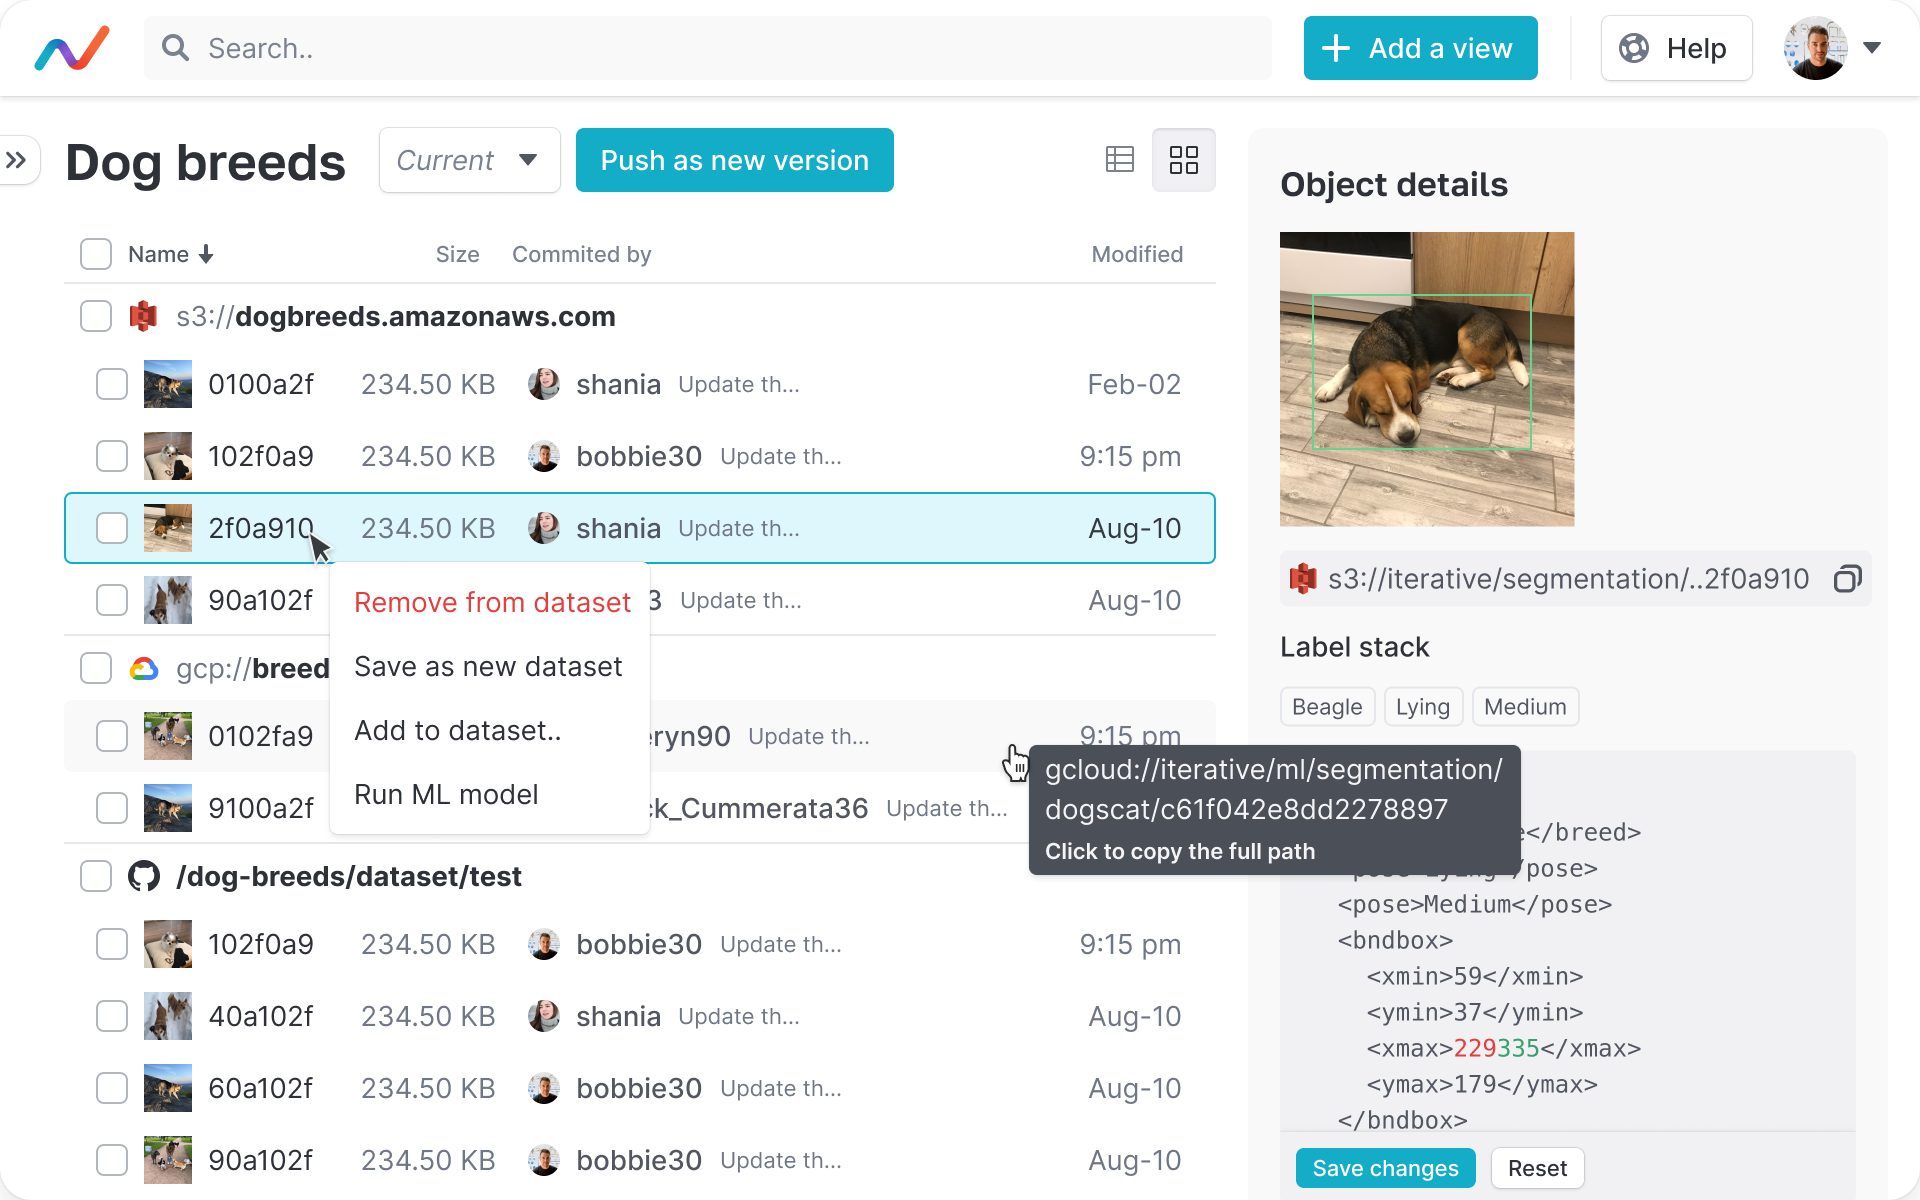 Search..
Add a view
Help
Dog breeds
Current
Push as new version
Name
Size
Commited by
Modified
s3://dogbreeds.amazonaws.com
0100a2f 234.50 KB shania Update th... Feb-02
102f0a9 234.50 KB bobbie30 Update th... 9:15 pm
2f0a910 234.50 KB shania Update th... Aug-10
90a102f 3 Update th... Aug-10
gcp://breed
0102fa9 eryn90 Update th... 9:15 pm
9100a2f ck_Cummerata36 Update th...
Remove from dataset
Save as new dataset
Add to dataset..
Run ML model
gcloud://iterative/ml/segmentation/
dogscat/c61f042e8dd2278897
Click to copy the full path
/dog-breeds/dataset/test
102f0a9 234.50 KB bobbie30 Update th... 9:15 pm
40a102f 234.50 KB shania Update th... Aug-10
60a102f 234.50 KB bobbie30 Update th... Aug-10
90a102f 234.50 KB bobbie30 Update th... Aug-10
Object details
s3://iterative/segmentation/..2f0a910
Label stack
Beagle Lying Medium
e</breed>
/pose>
<pose>Medium</pose>
<bndbox>
<xmin>59</xmin>
<ymin>37</ymin>
<xmax>229335</xmax>
<ymax>179</ymax>
</bndbox>
Save changes
Reset